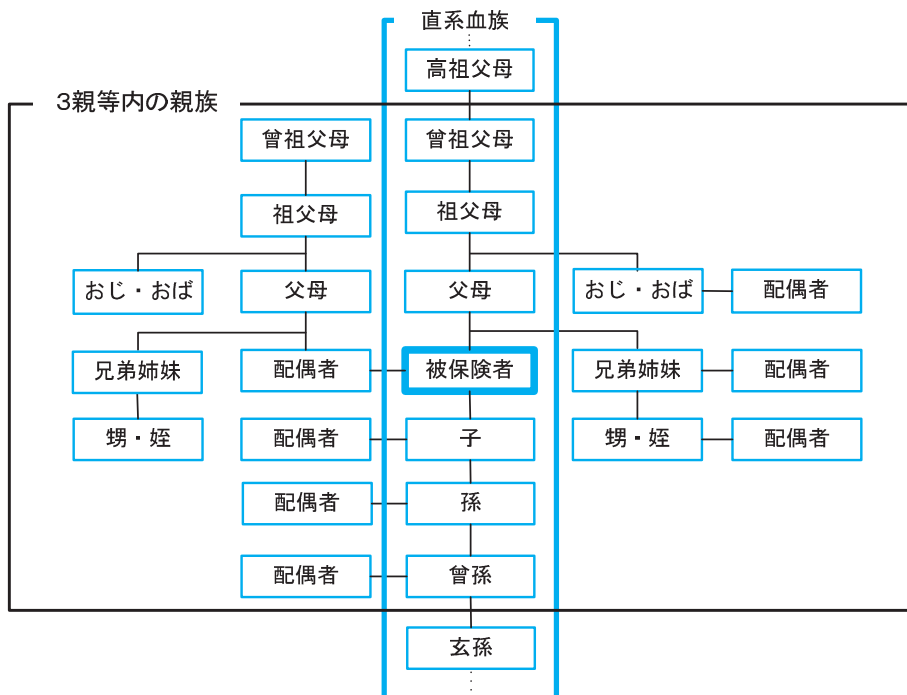 直系血族
高祖父母
3親等内の親族
曾祖父母
曾祖父母
祖父母
祖父母
おじ・おば
父母
父母
おじ・おば
配偶者
兄弟姉妹
配偶者
被保険者
兄弟姉妹
配偶者
甥・姪
配偶者
子
甥・姪
配偶者
配偶者
孫
配偶者
曾孫
玄孫